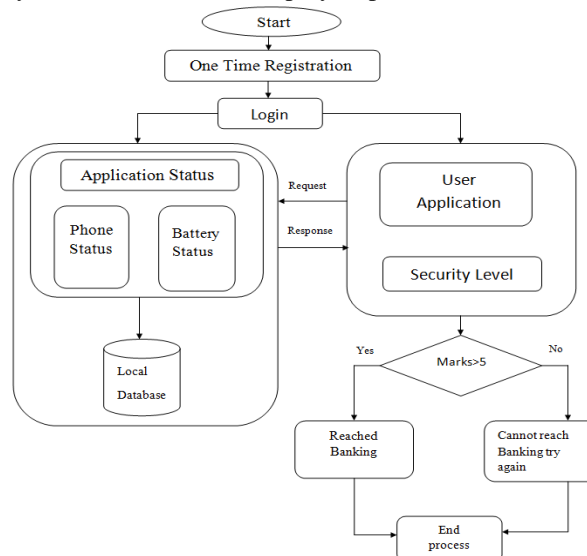 Start
One Time Registration
Login
Application Status
Phone
Status
Battery
Status
Local
Database
Request
Response
User
Application
Security Level
Marks>5
Yes
No
Reached
Banking
Cannot reach
Banking try
again
End
process